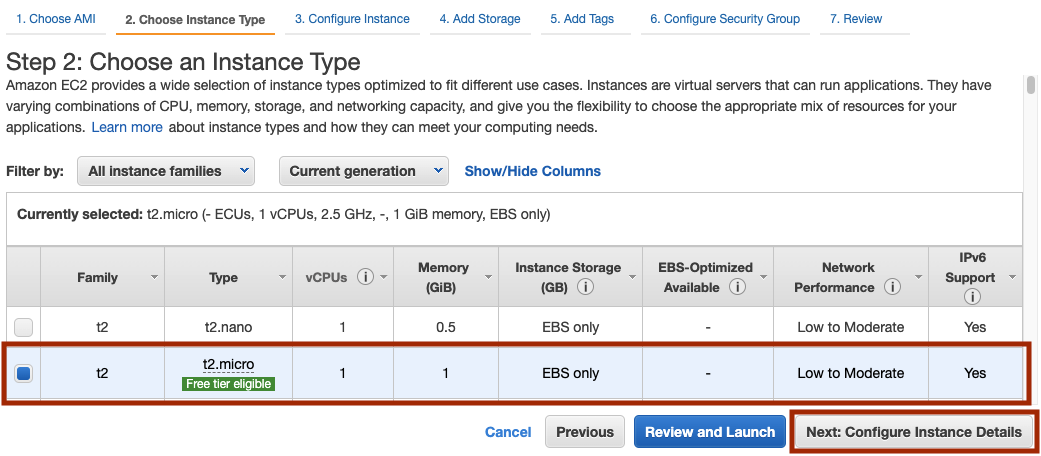 1. Choose AMI 2. Choose Instance Type 3. Configure Instance 4. Add Storage 5. Add Tags 6. Configure Security Group 7. Review
Step 2: Choose an Instance Type
Amazon EC2 provides a wide selection of instance types optimized to fit different use cases. Instances are virtual servers that can run applications. They have
varying combinations of CPU, memory, storage, and networking capacity, and give you the flexibility to choose the appropriate mix of resources for your
applications. Learn more about instance types and how they can meet your computing needs.
Filter by: All instance families Current generation Show/Hide Columns
Currently selected: t2.micro (- ECUs, 1 vCPUs, 2.5 GHz, -, 1 GiB memory, EBS only)
Family Type vCPUs i Memory (GiB) Instance Storage (GB) i EBS-Optimized Available i Network Performance i IPv6 Support i
t2 t2.nano 1 0.5 EBS only - Low to Moderate Yes
t2 t2.micro Free tier eligible 1 1 EBS only - Low to Moderate Yes
Cancel Previous Review and Launch Next: Configure Instance Details